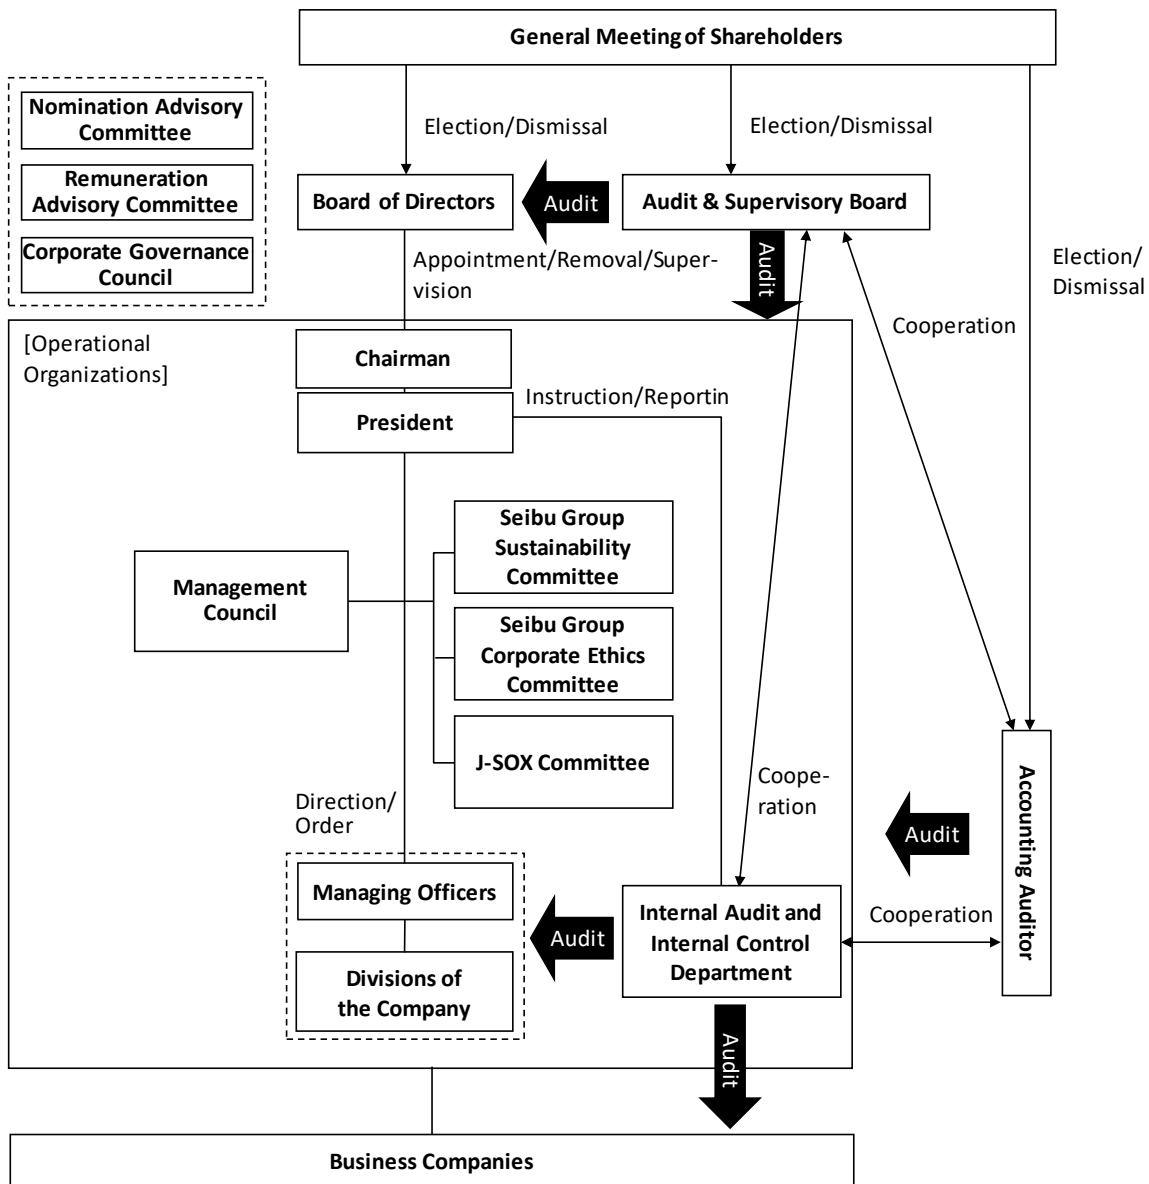 General Meeting of Shareholders
Nomination Advisory
Committee
Remuneration
Advisory Committee
Corporate Governance
Council
Election/Dismissal
Election/Dismissal
Board of Directors
Audit
Audit & Supervisory Board
Appointment/Removal/Super-
vision
Audit
Election/
Dismissal
Cooperation
[Operational
Organizations]
Chairman
President
Instruction/Reportin
Seibu Group
Sustainability
Committee
Management
Council
Seibu Group
Corporate Ethics
Committee
J-SOX Committee
Coope-
ration
Direction/
Order
Audit
Accounting Auditor
Managing Officers
Divisions of
the Company
Audit
Internal Audit and
Internal Control
Department
Cooperation
Audit
Business Companies